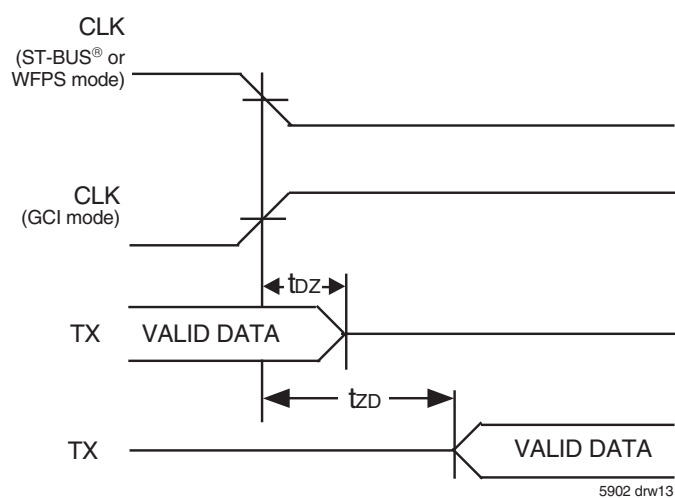 CLK
(ST-BUS® or
WFPS mode)
CLK
(GCI mode)
tDZ
TX VALID DATA
tZD
TX VALID DATA
5902 drw13